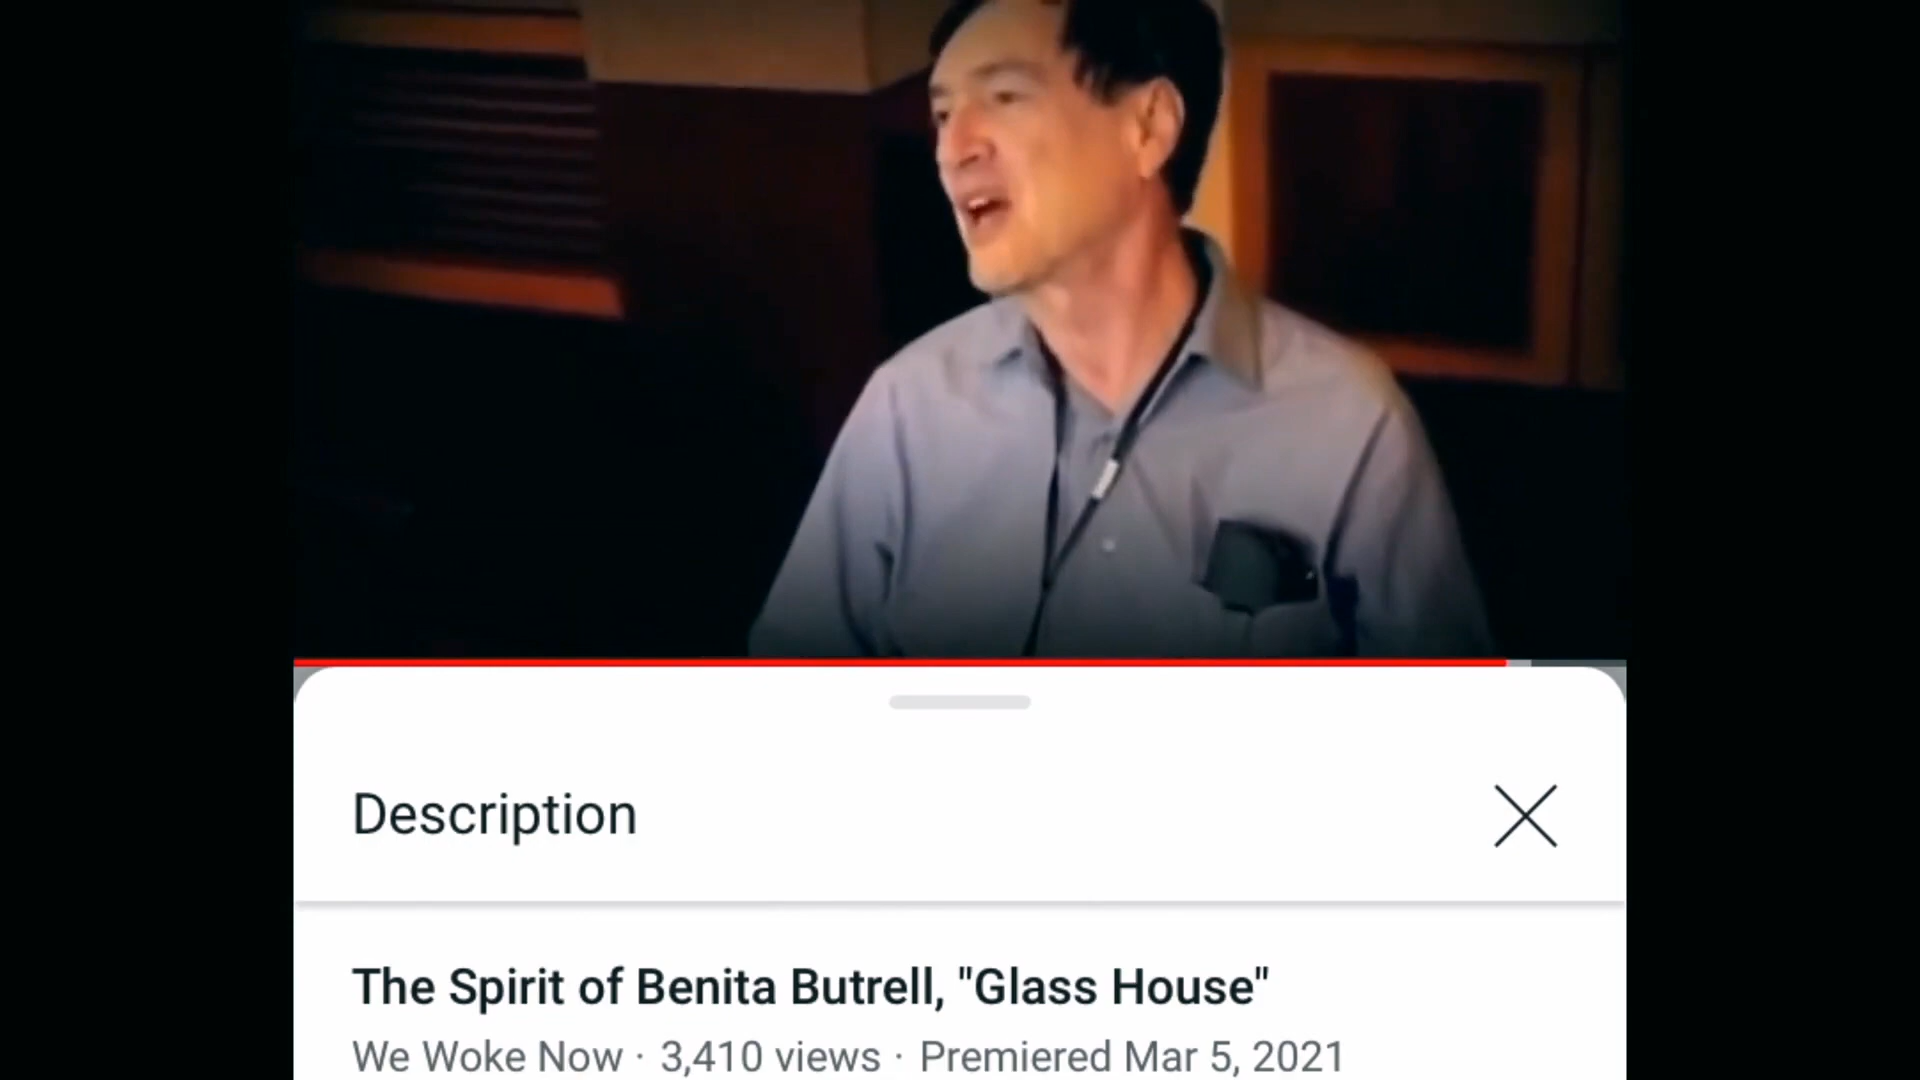 Description
The Spirit of Benita Butrell, "Glass House"
We Woke Now · 3,410 views · Premiered Mar 5, 2021